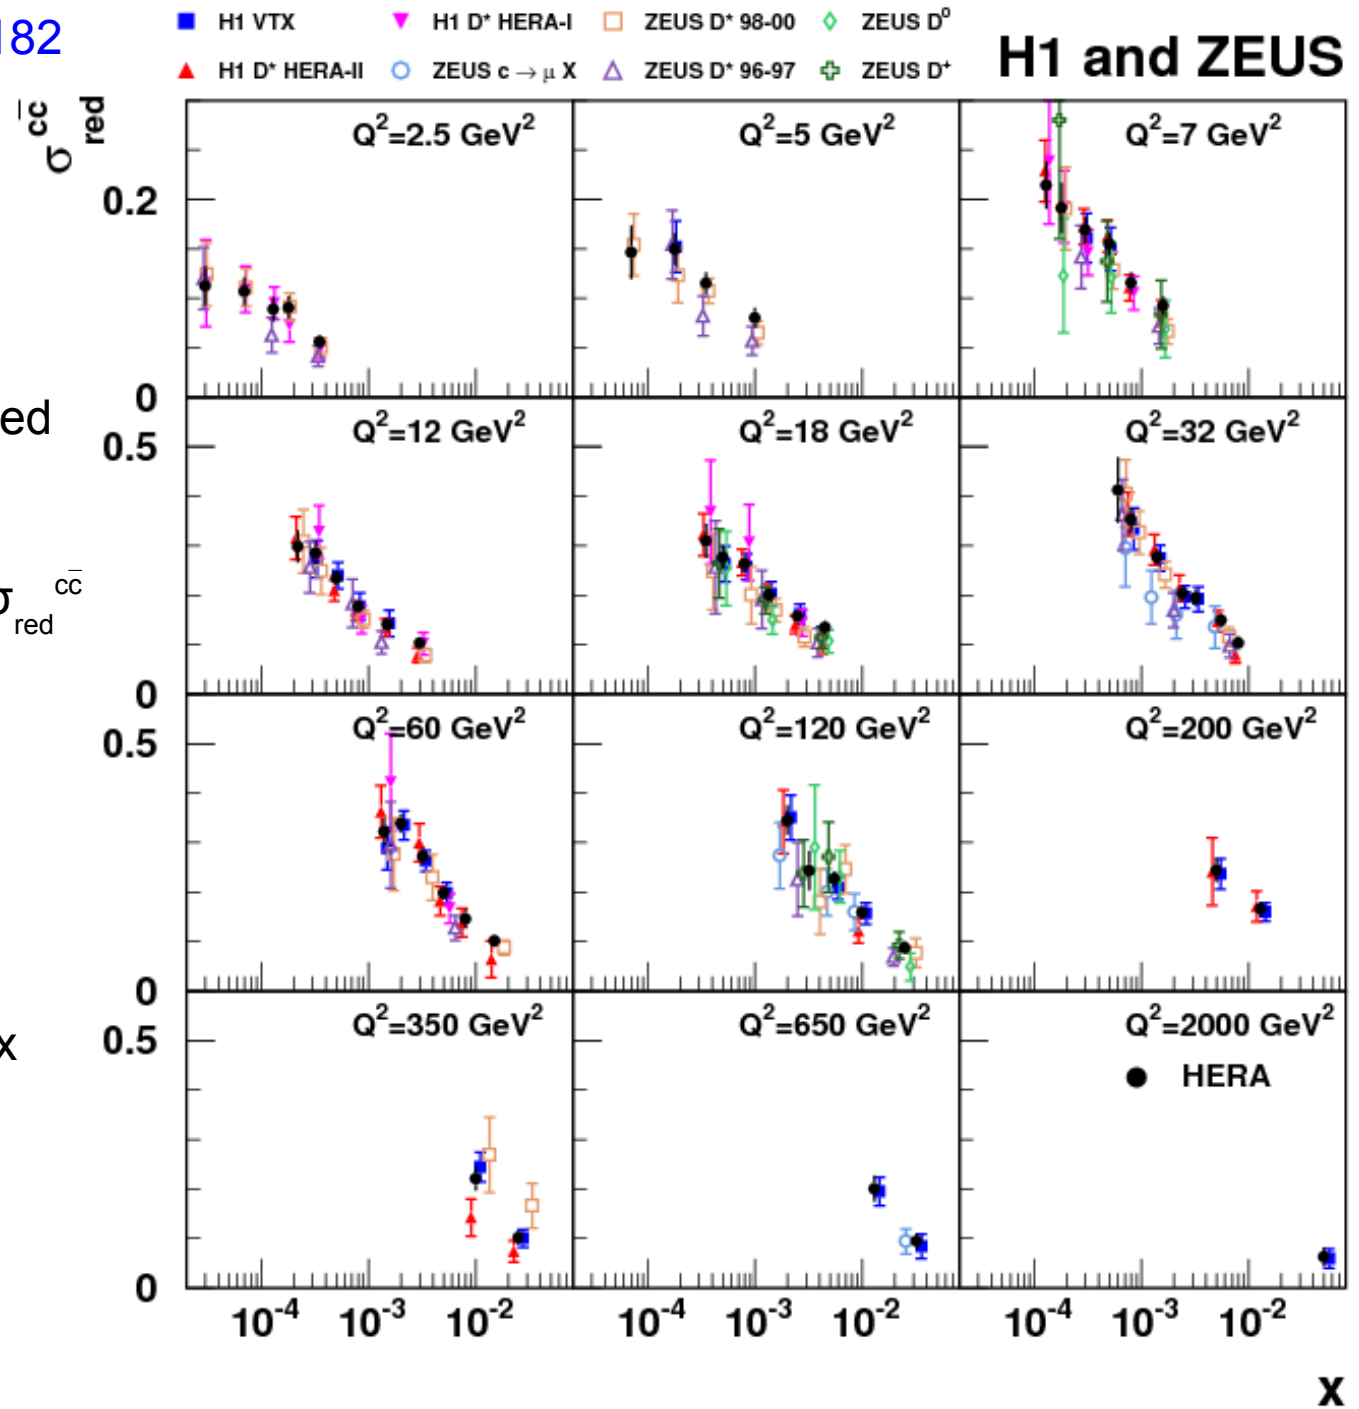 182
H1 VTX
H1 D* HERA-I
ZEUS D* 98-00
ZEUS D⁰
H1 D* HERA-II
ZEUS c → μ X
ZEUS D* 96-97
ZEUS D⁺
H1 and ZEUS
σ red cc̄
Q²=2.5 GeV²
Q²=5 GeV²
Q²=7 GeV²
0.2
0
ed
Q²=12 GeV²
Q²=18 GeV²
Q²=32 GeV²
0.5
σ red cc̄
0
Q²=60 GeV²
Q²=120 GeV²
Q²=200 GeV²
0.5
0
x
Q²=350 GeV²
Q²=650 GeV²
Q²=2000 GeV²
0.5
HERA
0
10⁻⁴ 10⁻³ 10⁻²
10⁻⁴ 10⁻³ 10⁻²
10⁻⁴ 10⁻³ 10⁻²
x